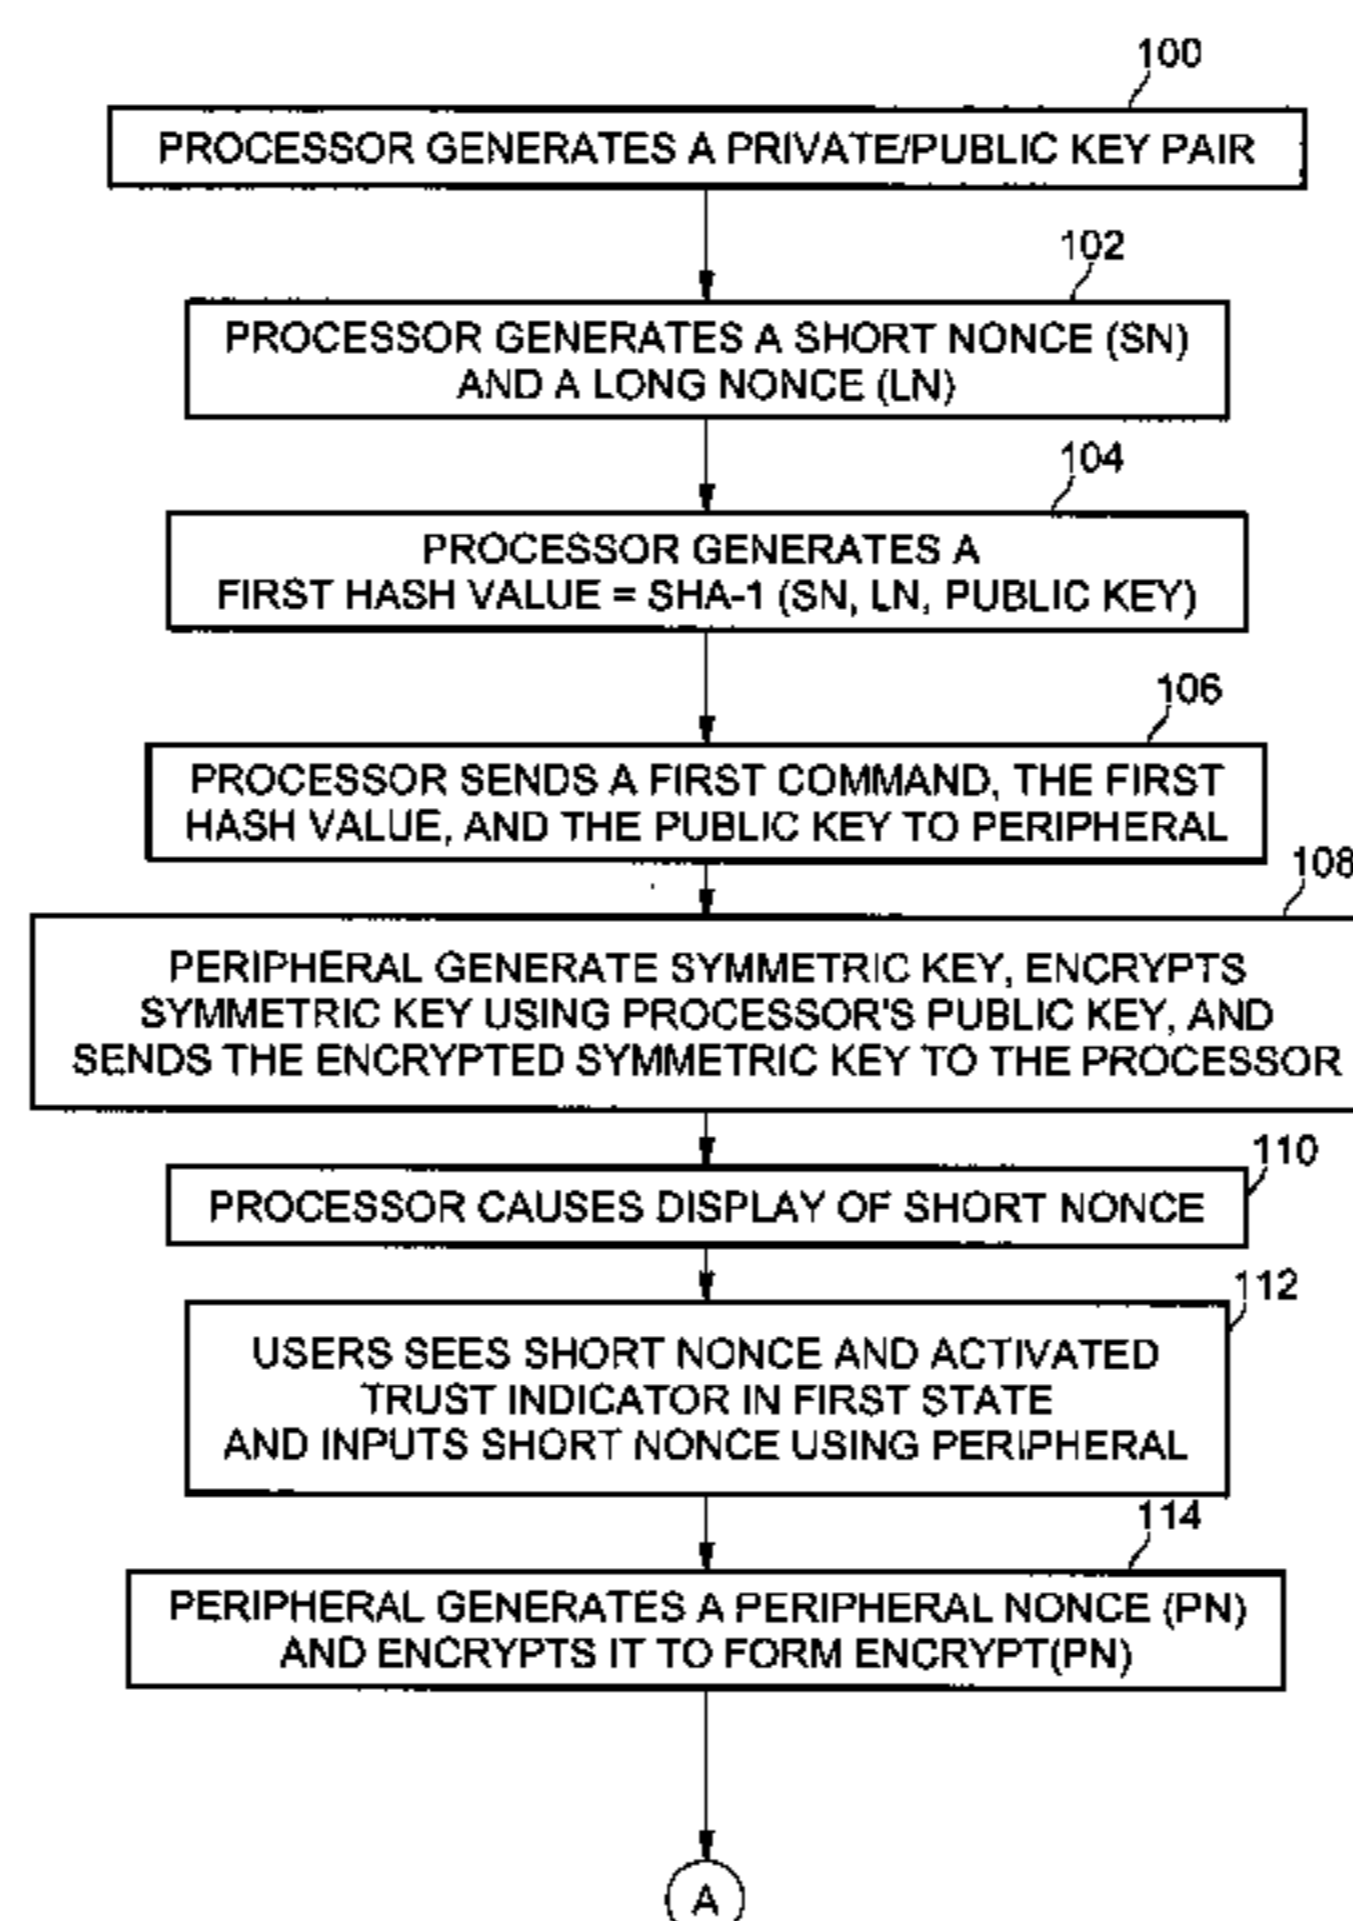 100
PROCESSOR GENERATES A PRIVATE/PUBLIC KEY PAIR
102
PROCESSOR GENERATES A SHORT NONCE (SN)
AND A LONG NONCE (LN)
104
PROCESSOR GENERATES A
FIRST HASH VALUE = SHA-1 (SN, LN, PUBLIC KEY)
106
PROCESSOR SENDS A FIRST COMMAND, THE FIRST
HASH VALUE, AND THE PUBLIC KEY TO PERIPHERAL
108
PERIPHERAL GENERATE SYMMETRIC KEY, ENCRYPTS
SYMMETRIC KEY USING PROCESSOR'S PUBLIC KEY, AND
SENDS THE ENCRYPTED SYMMETRIC KEY TO THE PROCESSOR
110
PROCESSOR CAUSES DISPLAY OF SHORT NONCE
112
USERS SEES SHORT NONCE AND ACTIVATED
TRUST INDICATOR IN FIRST STATE
AND INPUTS SHORT NONCE USING PERIPHERAL
114
PERIPHERAL GENERATES A PERIPHERAL NONCE (PN)
AND ENCRYPTS IT TO FORM ENCRYPT(PN)
A